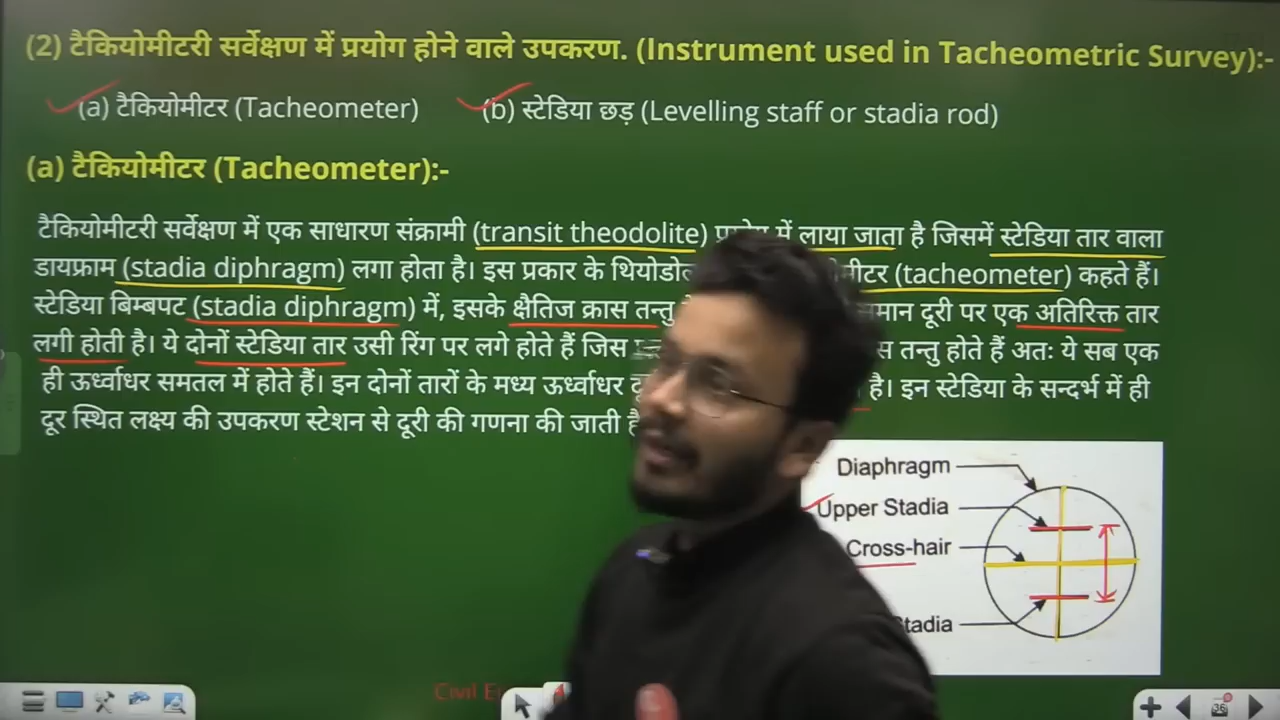 (2) टैकियोमीटरी सर्वेक्षण में प्रयोग होने वाले उपकरण. (Instrument used in Tacheometric Survey):-
(a) टैकियोमीटर (Tacheometer) (b) स्टेडिया छड़ (Levelling staff or stadia rod)
(a) टैकियोमीटर (Tacheometer):-
टैकियोमीटरी सर्वेक्षण में एक साधारण संक्रामी (transit theodolite) में लाया जाता है जिसमें स्टेडिया तार वाला
डायफ्राम (stadia diphragm) लगा होता है। इस प्रकार के (tacheometer) कहते हैं।
स्टेडिया बिम्बपट (stadia diphragm) में, इसके क्षैतिज क्रास तन्तु समान दूरी पर एक अतिरिक्त तार
लगी होती है। ये दोनों स्टेडिया तार उसी रिंग पर लगे होते हैं जिस तन्तु होते हैं अतः ये सब एक
ही ऊर्ध्वाधर समतल में होते हैं। इन दोनों तारों के मध्य ऊर्ध्वाधर है। इन स्टेडिया के सन्दर्भ में ही
दूर स्थित लक्ष्य की उपकरण स्टेशन से दूरी की गणना की जाती
Diaphragm
Upper Stadia
Cross-hair
Civil
36